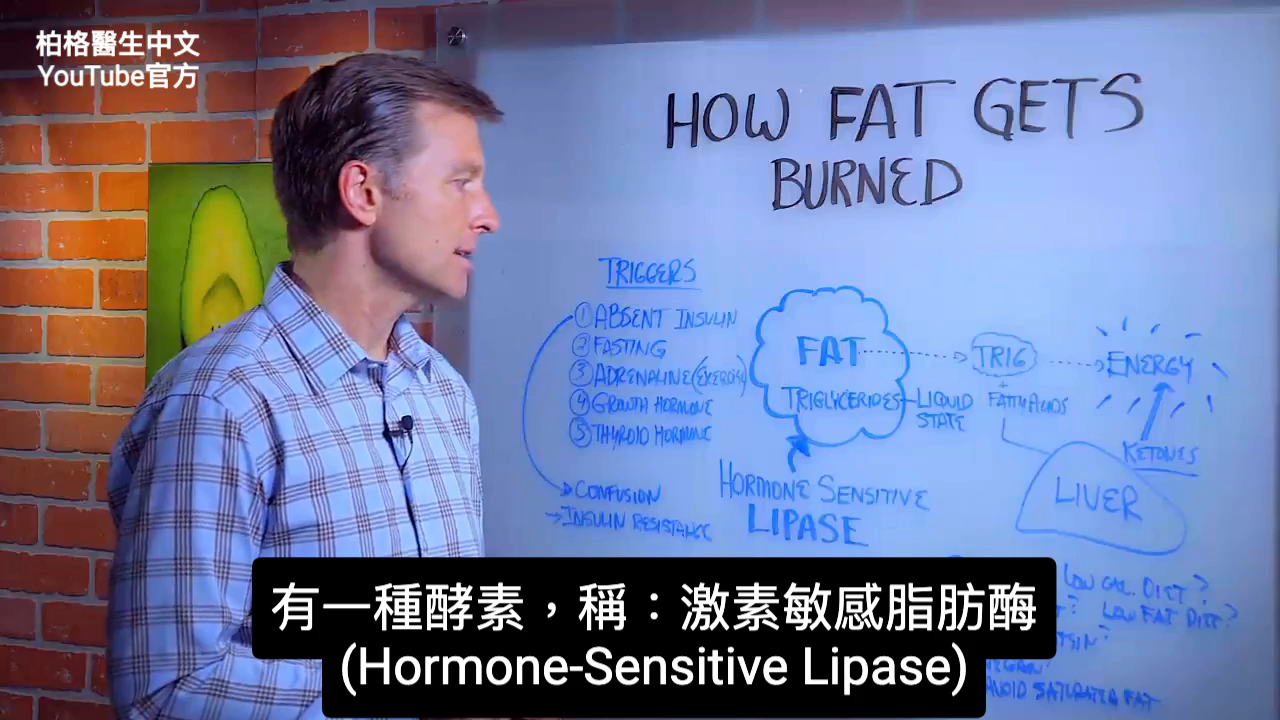 柏格醫生中文
YouTube官方
HOW FAT GETS
BURNED
TRIGGERS
① ABSENT INSULIN
② FASTING
③ ADRENALINE (EXERCISE)
④ GROWTH HORMONE
⑤ THYROID HORMONE
→ CONFUSION
→ INSULIN RESISTANCE
FAT
TRIGLYCERIDES
LIQUID
STATE
TRIG
+
FATTY ACIDS
ENERGY
KETONES
LIVER
HORMONE SENSITIVE
LIPASE
LOW CAL. DIET?
LOW FAT DIET?
AVOID SATURATED FAT
有一種酵素，稱：激素敏感脂肪酶
(Hormone-Sensitive Lipase)